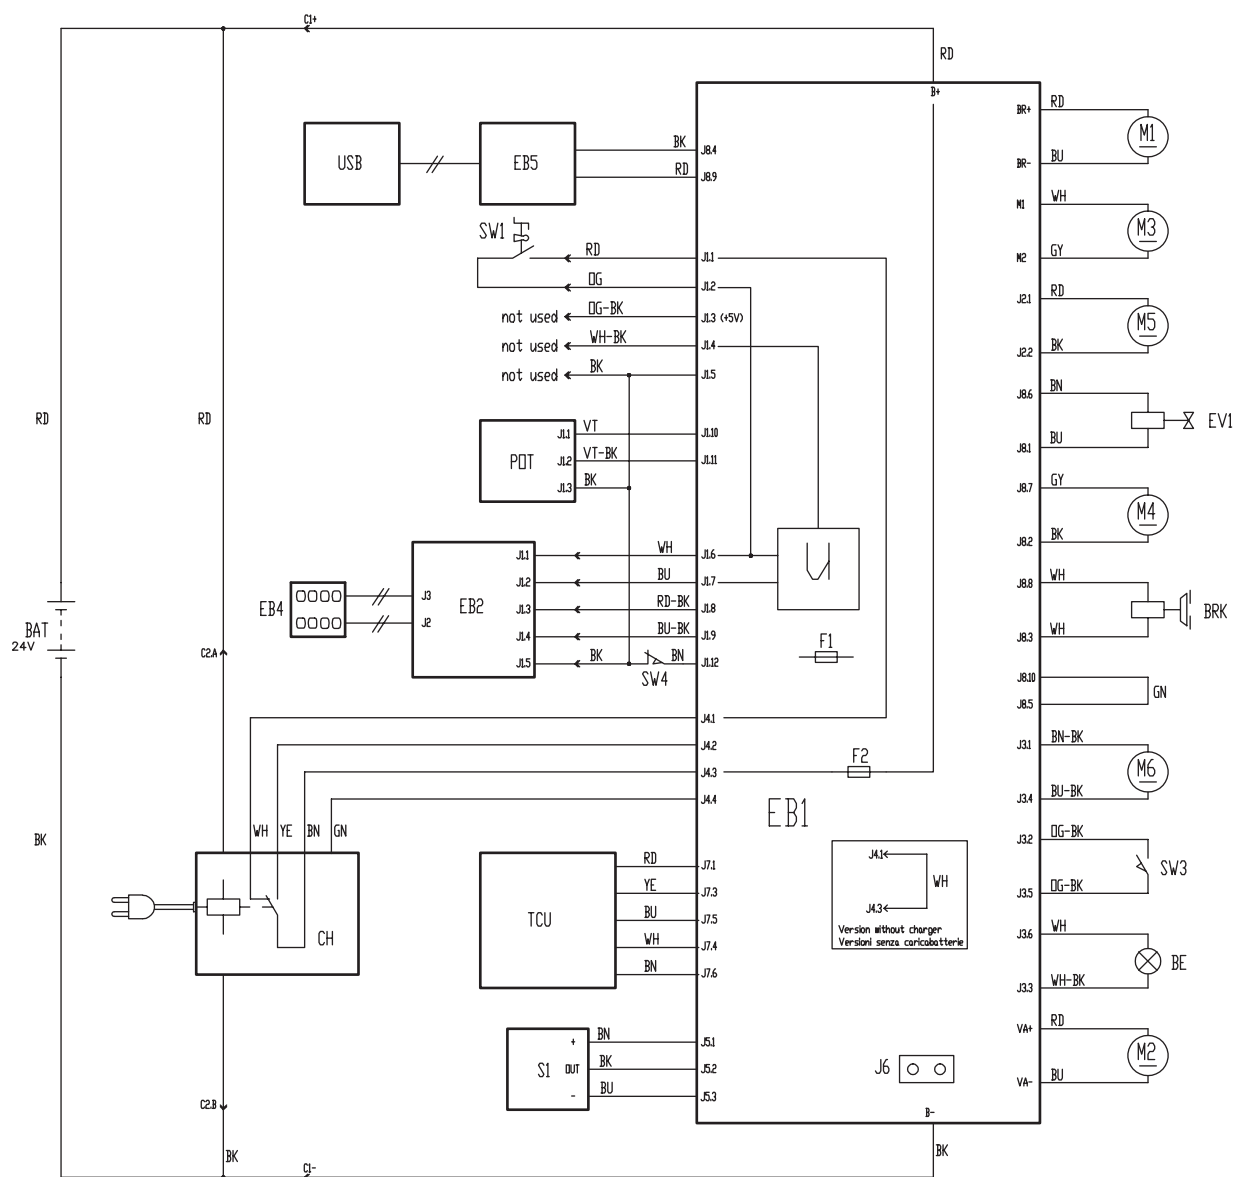 C1+
RD
B+
BR+ RD
M1
BR- BU
USB
EB5
BK J8.4
RD J8.9
M1 WH
M3
M2 GY
SW1
RD J1.1
OG J1.2
not used OG-BK J1.3 (+5V)
not used WH-BK J1.4
not used BK J1.5
J2.1 RD
M5
J2.2 BK
J8.6 BN
EV1
J8.1 BU
RD
RD
POT
J1.1 VT J1.10
J1.2 VT-BK J1.11
J1.3 BK
J8.7 GY
M4
J8.2 BK
EB4
J3
J2
EB2
J1.1 WH J1.6
J1.2 BU J1.7
J1.3 RD-BK J1.8
J1.4 BU-BK J1.9
J1.5 BK BN J1.12
SW4
F1
J8.8 WH
BRK
J8.3 WH
BAT
24V
C2.A
J8.10
GN
J8.5
J4.1
J4.2
J4.3
J4.4
F2
EB1
J3.1 BN-BK
M6
J3.4 BU-BK
BK
WH YE BN GN
CH
J3.2 OG-BK
SW3
J3.5 OG-BK
J4.1
WH
J4.3
Version without charger
Versioni senza caricabatterie
TCU
RD J7.1
YE J7.3
BU J7.5
WH J7.4
BN J7.6
J3.6 WH
BE
J3.3 WH-BK
S1
+ BN J5.1
OUT BK J5.2
- BU J5.3
J6
VA+ RD
M2
VA- BU
C2.B
B-
BK
BK
C1-